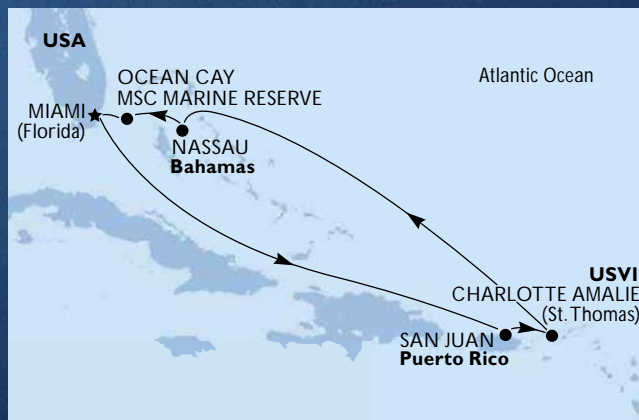 USA
OCEAN CAY
MSC MARINE RESERVE
Atlantic Ocean
MIAMI
(Florida)
NASSAU
Bahamas
USVI
CHARLOTTE AMALIE
(St. Thomas)
SAN JUAN
Puerto Rico